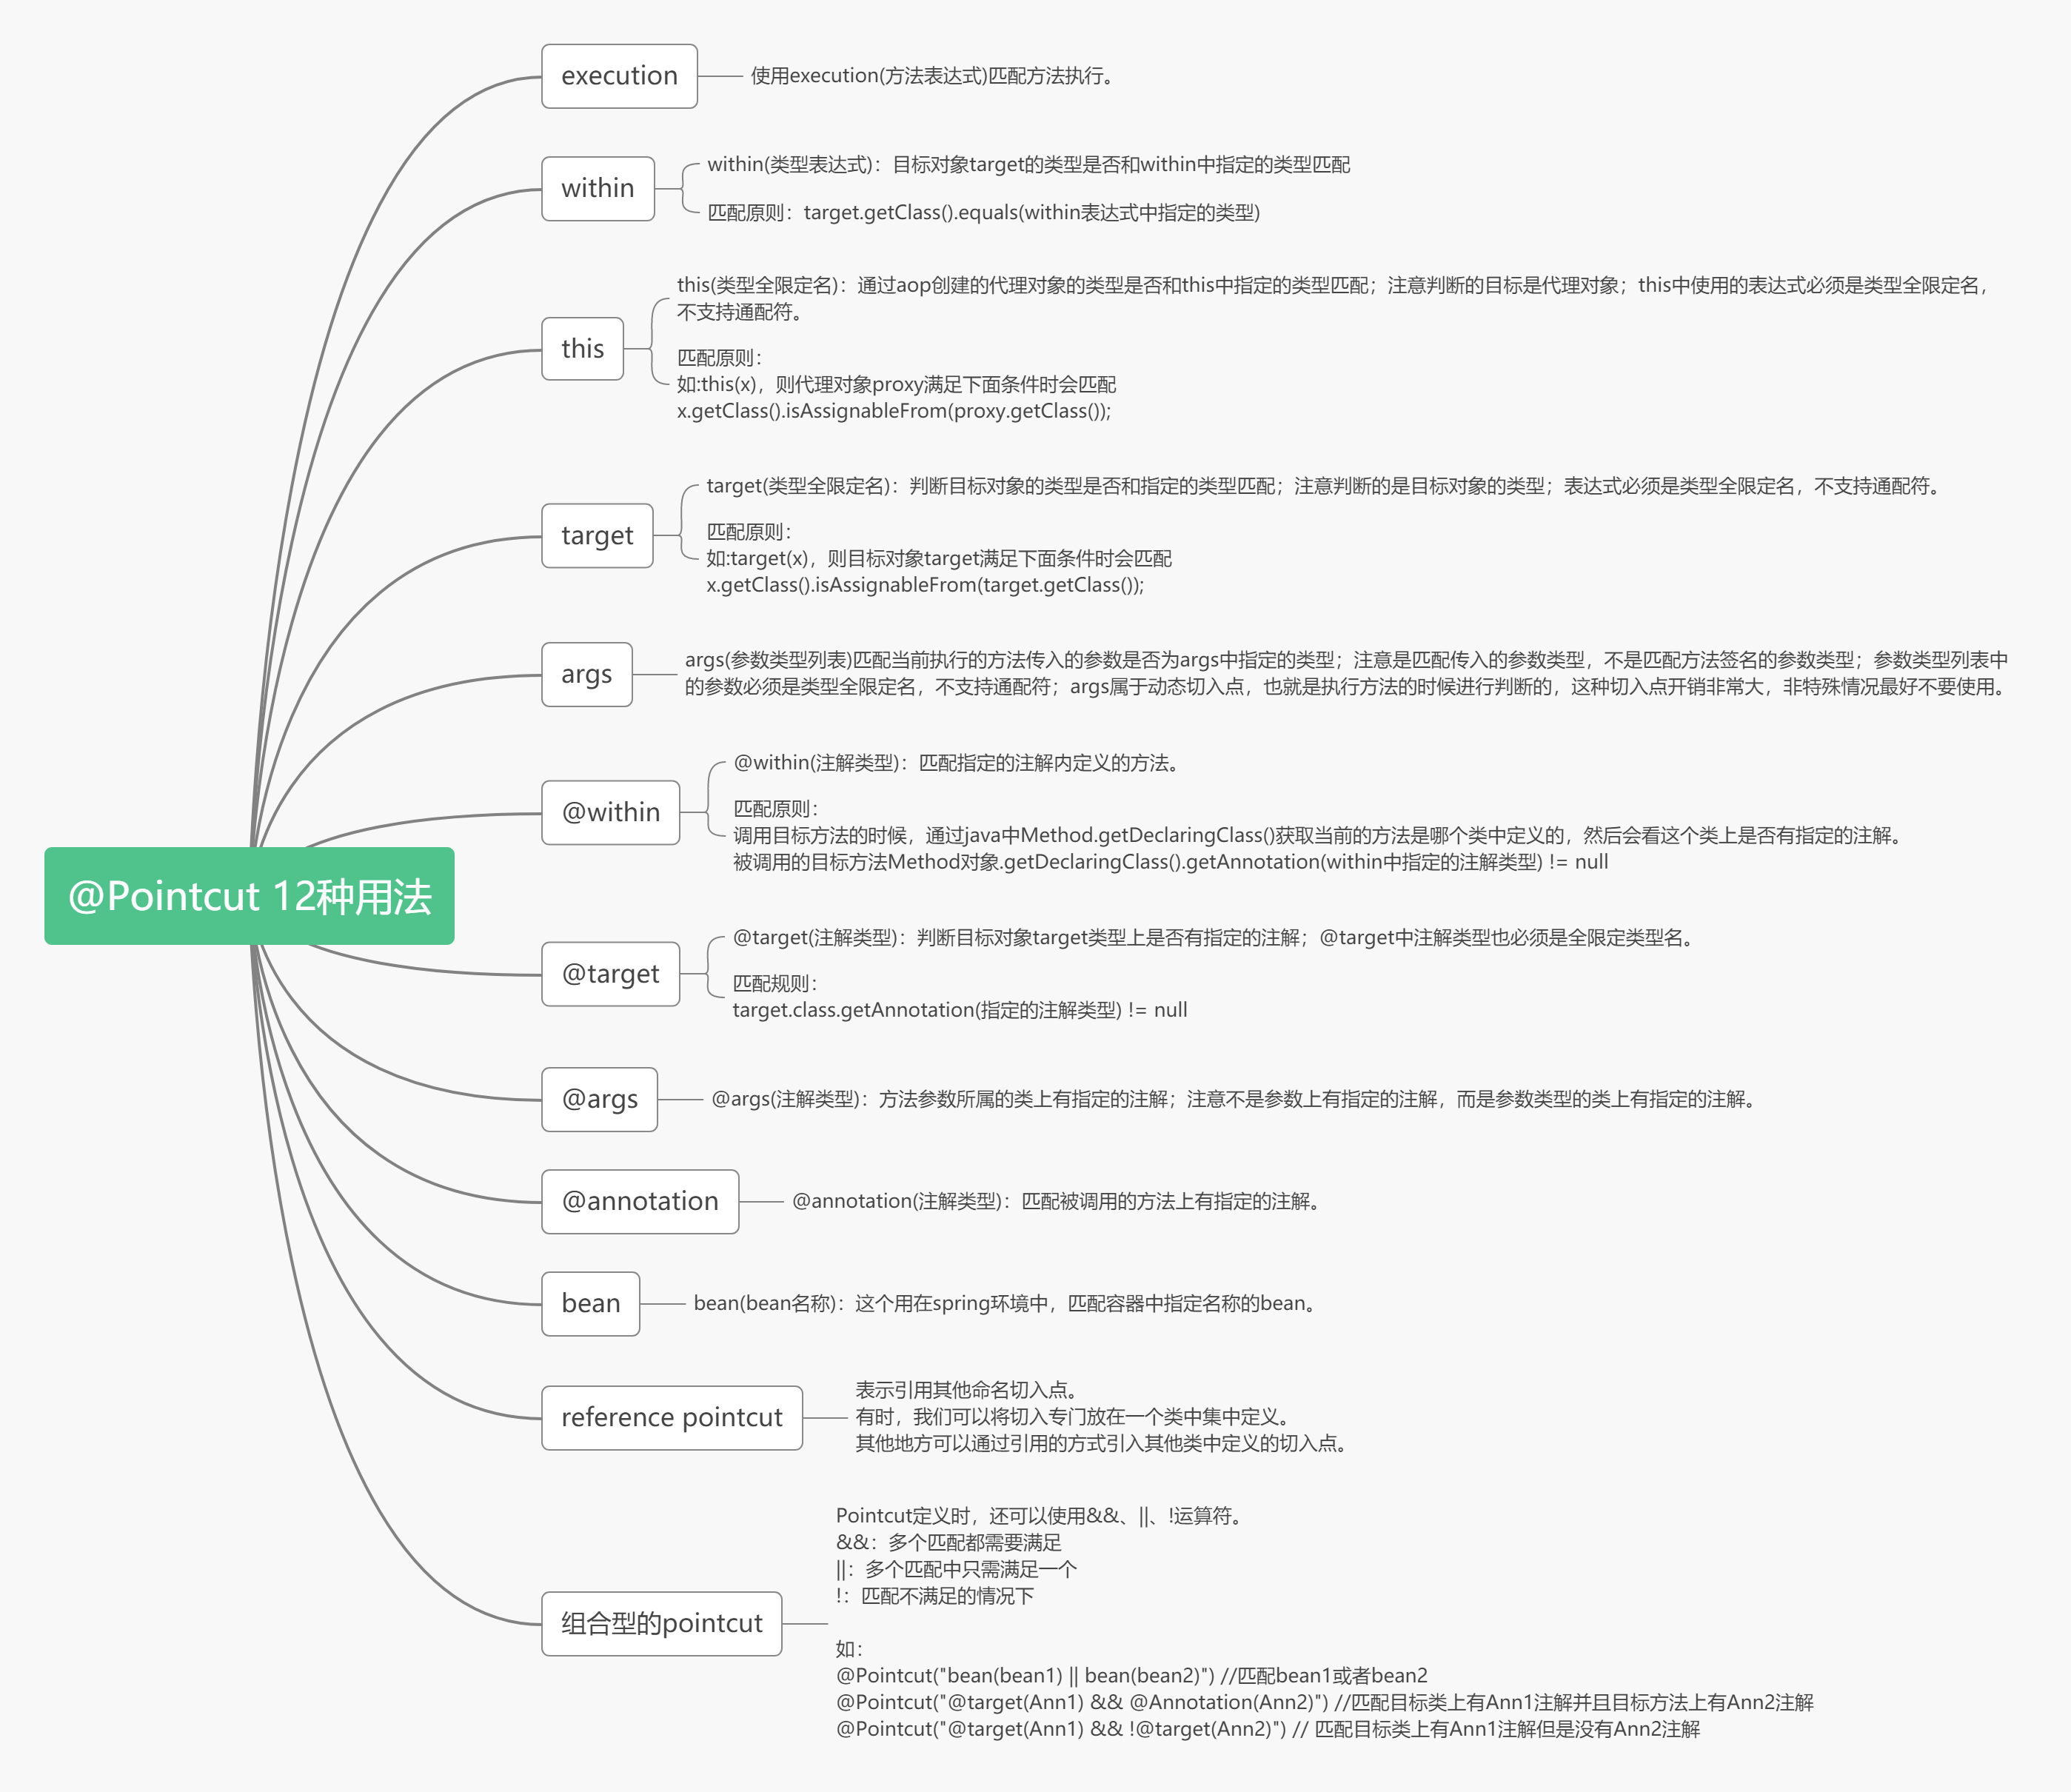 execution
使用execution(方法表达式)匹配方法执行。
within
within(类型表达式)：目标对象target的类型是否和within中指定的类型匹配
匹配原则：target.getClass().equals(within表达式中指定的类型)
this
this(类型全限定名)：通过aop创建的代理对象的类型是否和this中指定的类型匹配；注意判断的目标是代理对象；this中使用的表达式必须是类型全限定名，
不支持通配符。
匹配原则：
如:this(x)，则代理对象proxy满足下面条件时会匹配
x.getClass().isAssignableFrom(proxy.getClass());
target
target(类型全限定名)：判断目标对象的类型是否和指定的类型匹配；注意判断的是目标对象的类型；表达式必须是类型全限定名，不支持通配符。
匹配原则：
如:target(x)，则目标对象target满足下面条件时会匹配
x.getClass().isAssignableFrom(target.getClass());
args
args(参数类型列表)匹配当前执行的方法传入的参数是否为args中指定的类型；注意是匹配传入的参数类型，不是匹配方法签名的参数类型；参数类型列表中
的参数必须是类型全限定名，不支持通配符；args属于动态切入点，也就是执行方法的时候进行判断的，这种切入点开销非常大，非特殊情况最好不要使用。
@within
@within(注解类型)：匹配指定的注解内定义的方法。
匹配原则：
调用目标方法的时候，通过java中Method.getDeclaringClass()获取当前的方法是哪个类中定义的，然后会看这个类上是否有指定的注解。
被调用的目标方法Method对象.getDeclaringClass().getAnnotation(within中指定的注解类型) != null
@Pointcut 12种用法
@target
@target(注解类型)：判断目标对象target类型上是否有指定的注解；@target中注解类型也必须是全限定类型名。
匹配规则：
target.class.getAnnotation(指定的注解类型) != null
@args
@args(注解类型)：方法参数所属的类上有指定的注解；注意不是参数上有指定的注解，而是参数类型的类上有指定的注解。
@annotation
@annotation(注解类型)：匹配被调用的方法上有指定的注解。
bean
bean(bean名称)：这个用在spring环境中，匹配容器中指定名称的bean。
reference pointcut
表示引用其他命名切入点。
有时，我们可以将切入专门放在一个类中集中定义。
其他地方可以通过引用的方式引入其他类中定义的切入点。
组合型的pointcut
Pointcut定义时，还可以使用&&、||、!运算符。
&&：多个匹配都需要满足
||：多个匹配中只需满足一个
!：匹配不满足的情况下
如：
@Pointcut("bean(bean1) || bean(bean2)") //匹配bean1或者bean2
@Pointcut("@target(Ann1) && @Annotation(Ann2)") //匹配目标类上有Ann1注解并且目标方法上有Ann2注解
@Pointcut("@target(Ann1) && !@target(Ann2)") // 匹配目标类上有Ann1注解但是没有Ann2注解